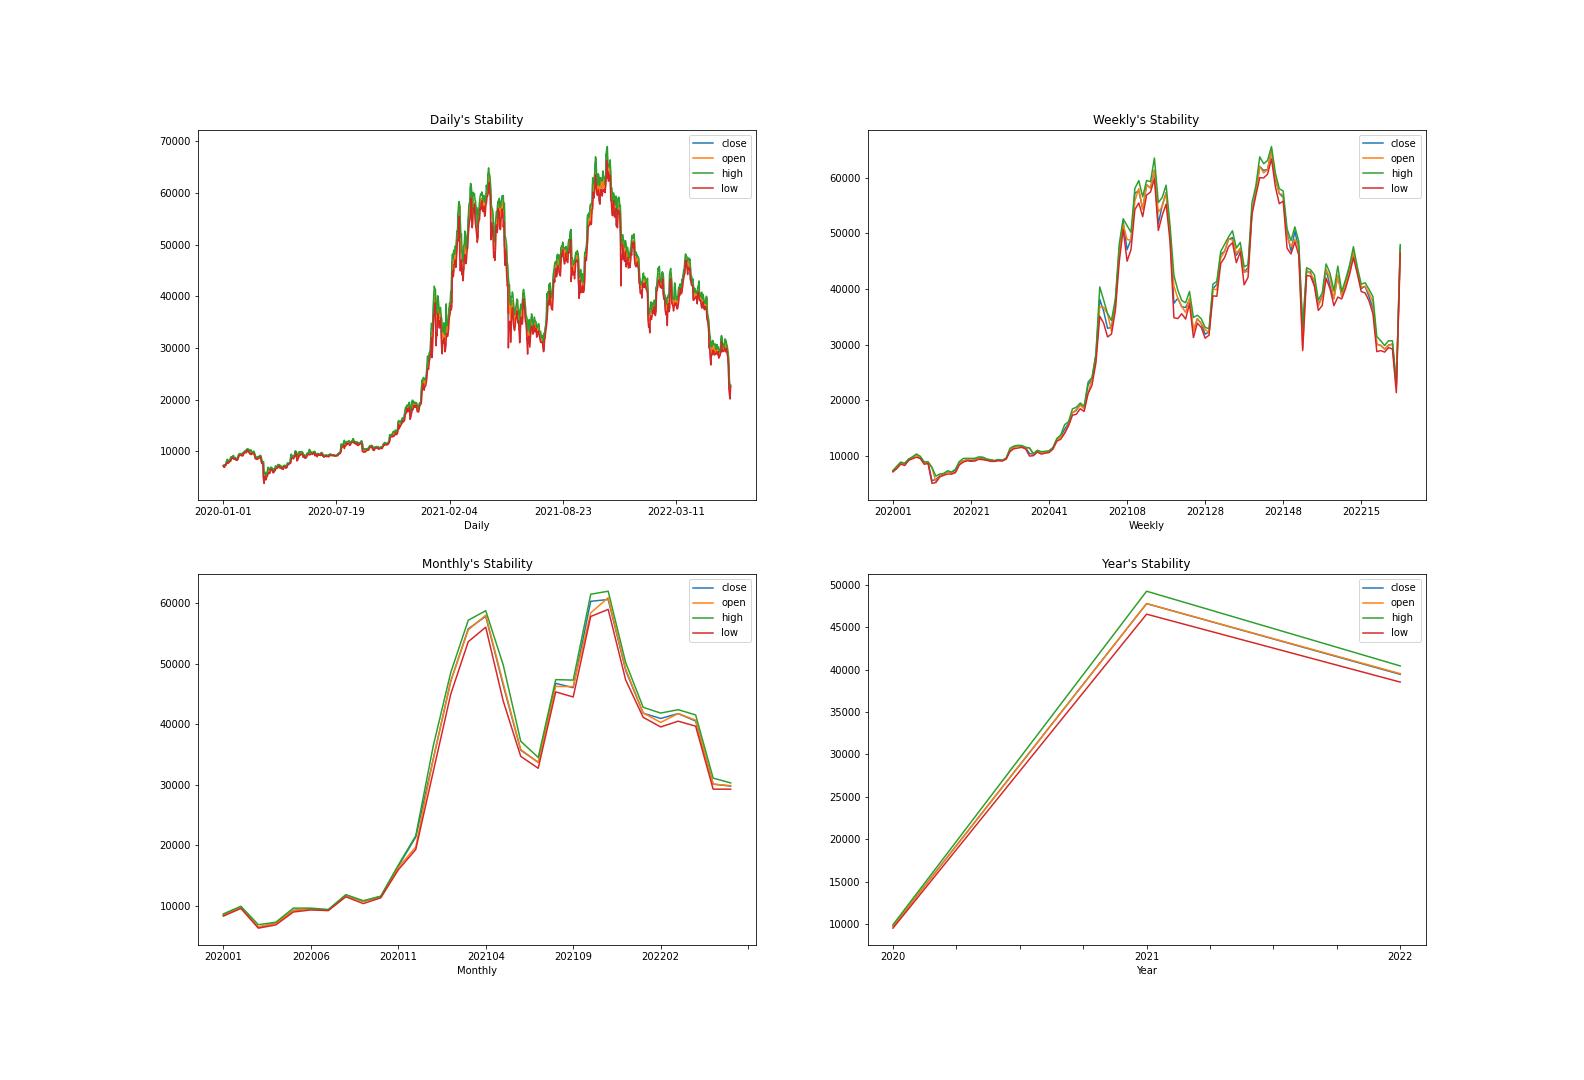 Daily's Stability
70000
60000
50000
40000
30000
20000
10000
close
open
high
low
2020-01-01 2020-07-19 2021-02-04 2021-08-23 2022-03-11
Daily
Weekly's Stability
60000
50000
40000
30000
20000
10000
close
open
high
low
202001 202021 202041 202108 202128 202148 202215
Weekly
Monthly's Stability
60000
50000
40000
30000
20000
10000
close
open
high
low
202001 202006 202011 202104 202109 202202
Monthly
Year's Stability
50000
45000
40000
35000
30000
25000
20000
15000
10000
close
open
high
low
2020 2021 2022
Year